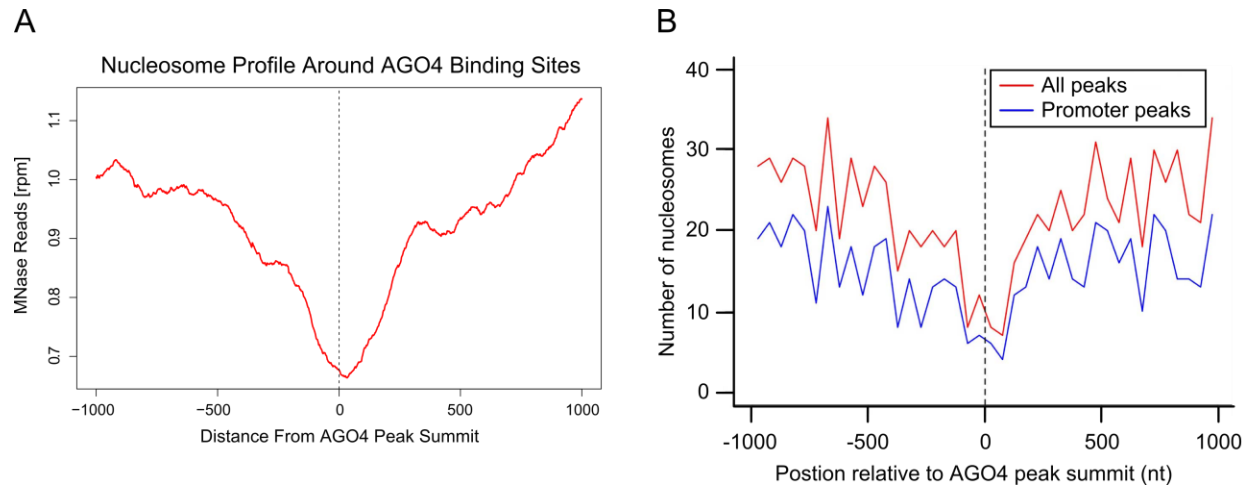 A
Nucleosome Profile Around AGO4 Binding Sites
MNase Reads [rpm]
1.1
1.0
0.9
0.8
0.7
−1000
−500
0
500
1000
Distance From AGO4 Peak Summit
B
Number of nucleosomes
40
30
20
10
0
All peaks
Promoter peaks
-1000
-500
0
500
1000
Postion relative to AGO4 peak summit (nt)